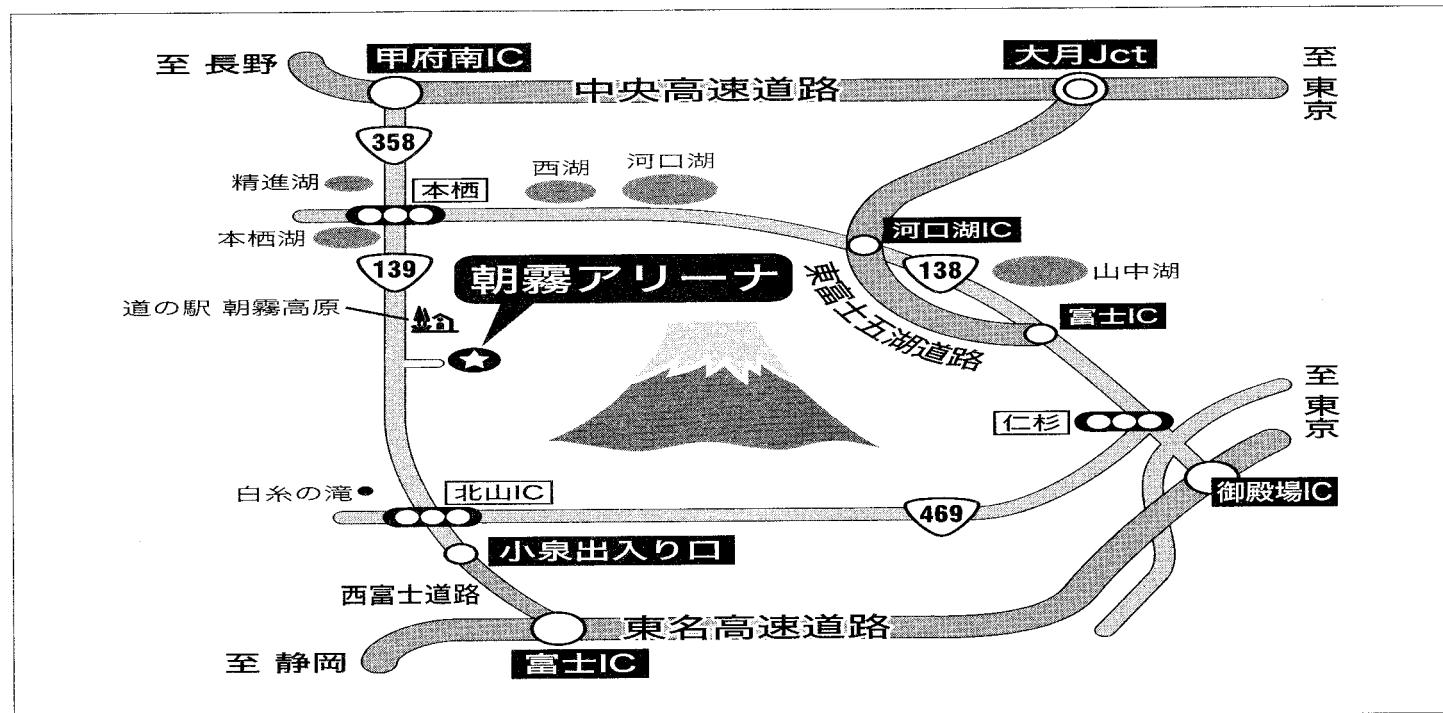 至 長野
甲府南IC
中央高速道路
大月Jct
至東京
358
精進湖
本栖
西湖
河口湖
本栖湖
139
朝霧アリーナ
河口湖IC
138
山中湖
道の駅 朝霧高原
東富士五湖道路
富士IC
至東京
仁杉
白糸の滝
北山IC
469
御殿場IC
小泉出入り口
西富士道路
東名高速道路
至 静岡
富士IC